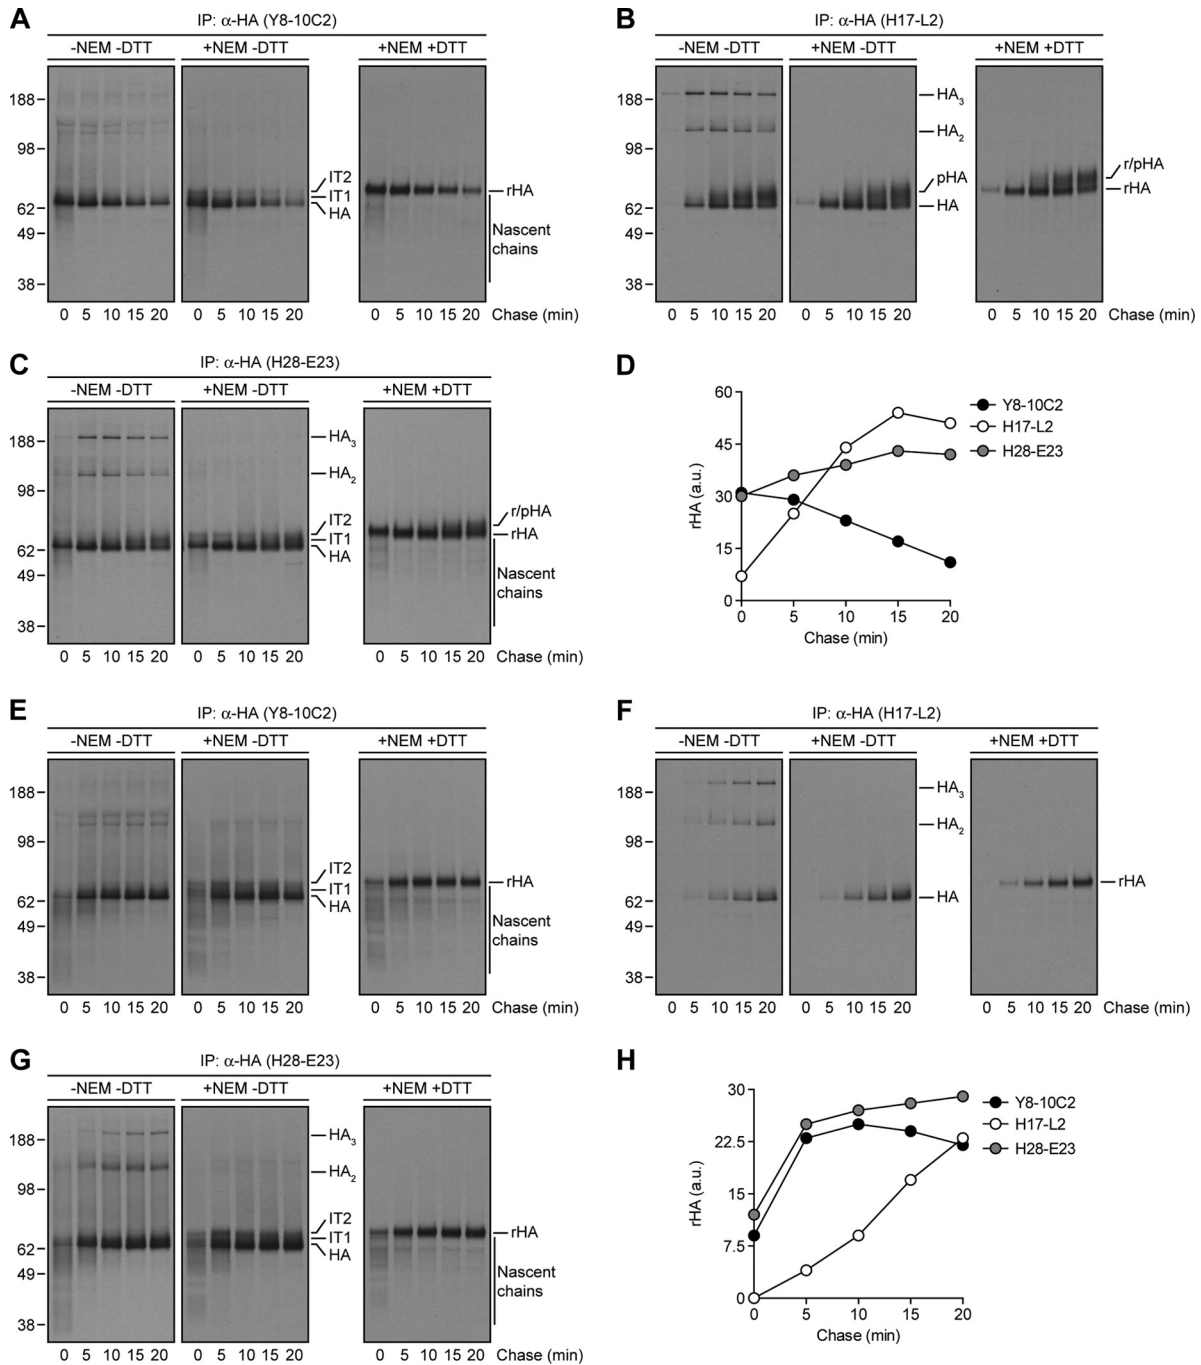 A
IP: α-HA (Y8-10C2)
-NEM -DTT +NEM -DTT +NEM +DTT
188
98
62
49
38
IT2
IT1
HA
rHA
Nascent
chains
0 5 10 15 20 0 5 10 15 20 0 5 10 15 20 Chase (min)
B
IP: α-HA (H17-L2)
-NEM -DTT +NEM -DTT +NEM +DTT
188
98
62
49
38
HA3
HA2
pHA
HA
r/pHA
rHA
0 5 10 15 20 0 5 10 15 20 0 5 10 15 20 Chase (min)
C
IP: α-HA (H28-E23)
-NEM -DTT +NEM -DTT +NEM +DTT
188
98
62
49
38
HA3
HA2
IT2
IT1
HA
r/pHA
rHA
Nascent
chains
0 5 10 15 20 0 5 10 15 20 0 5 10 15 20 Chase (min)
D
rHA (a.u.)
60
45
30
15
0
0 5 10 15 20
Chase (min)
Y8-10C2
H17-L2
H28-E23
E
IP: α-HA (Y8-10C2)
-NEM -DTT +NEM -DTT +NEM +DTT
188
98
62
49
38
IT2
IT1
HA
rHA
Nascent
chains
0 5 10 15 20 0 5 10 15 20 0 5 10 15 20 Chase (min)
F
IP: α-HA (H17-L2)
-NEM -DTT +NEM -DTT +NEM +DTT
188
98
62
49
38
HA3
HA2
HA
rHA
0 5 10 15 20 0 5 10 15 20 0 5 10 15 20 Chase (min)
G
IP: α-HA (H28-E23)
-NEM -DTT +NEM -DTT +NEM +DTT
188
98
62
49
38
HA3
HA2
IT2
IT1
HA
rHA
Nascent
chains
0 5 10 15 20 0 5 10 15 20 0 5 10 15 20 Chase (min)
H
rHA (a.u.)
30
22.5
15
7.5
0
0 5 10 15 20
Chase (min)
Y8-10C2
H17-L2
H28-E23